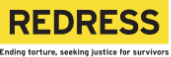 REDRESS
Ending torture, seeking justice for survivors